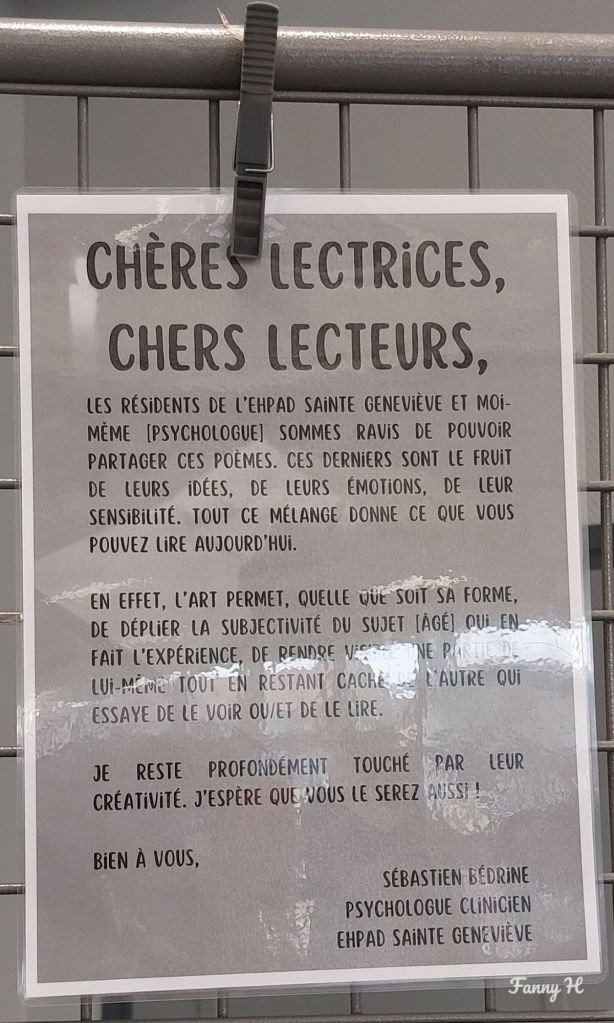 CHÈRES LECTRICES,
CHERS LECTEURS,
LES RÉSIDENTS DE L'EHPAD SAINTE GENEVIÈVE ET MOI-
MÊME [PSYCHOLOGUE] SOMMES RAVIS DE POUVOIR
PARTAGER CES POÈMES. CES DERNIERS SONT LE FRUIT
DE LEURS IDÉES, DE LEURS ÉMOTIONS, DE LEUR
SENSIBILITÉ. TOUT CE MÉLANGE DONNE CE QUE VOUS
POUVEZ LIRE AUJOURD'HUI.
EN EFFET, L'ART PERMET, QUELLE QUE SOIT SA FORME,
DE DÉPLIER LA SUBJECTIVITÉ DU SUJET [ÂGÉ] QUI EN
FAIT L'EXPÉRIENCE, DE RENDRE UNE PARTIE DE
LUI-MÊME TOUT EN RESTANT CACHÉ DE L'AUTRE QUI
ESSAYE DE LE VOIR OU/ET DE LE LIRE.
JE RESTE PROFONDÉMENT TOUCHÉ PAR LEUR
CRÉATIVITÉ. J'ESPÈRE QUE VOUS LE SEREZ AUSSI !
BIEN À VOUS,
SÉBASTIEN BÉDRINE
PSYCHOLOGUE CLINICIEN
EHPAD SAINTE GENEVIÈVE
Fanny H